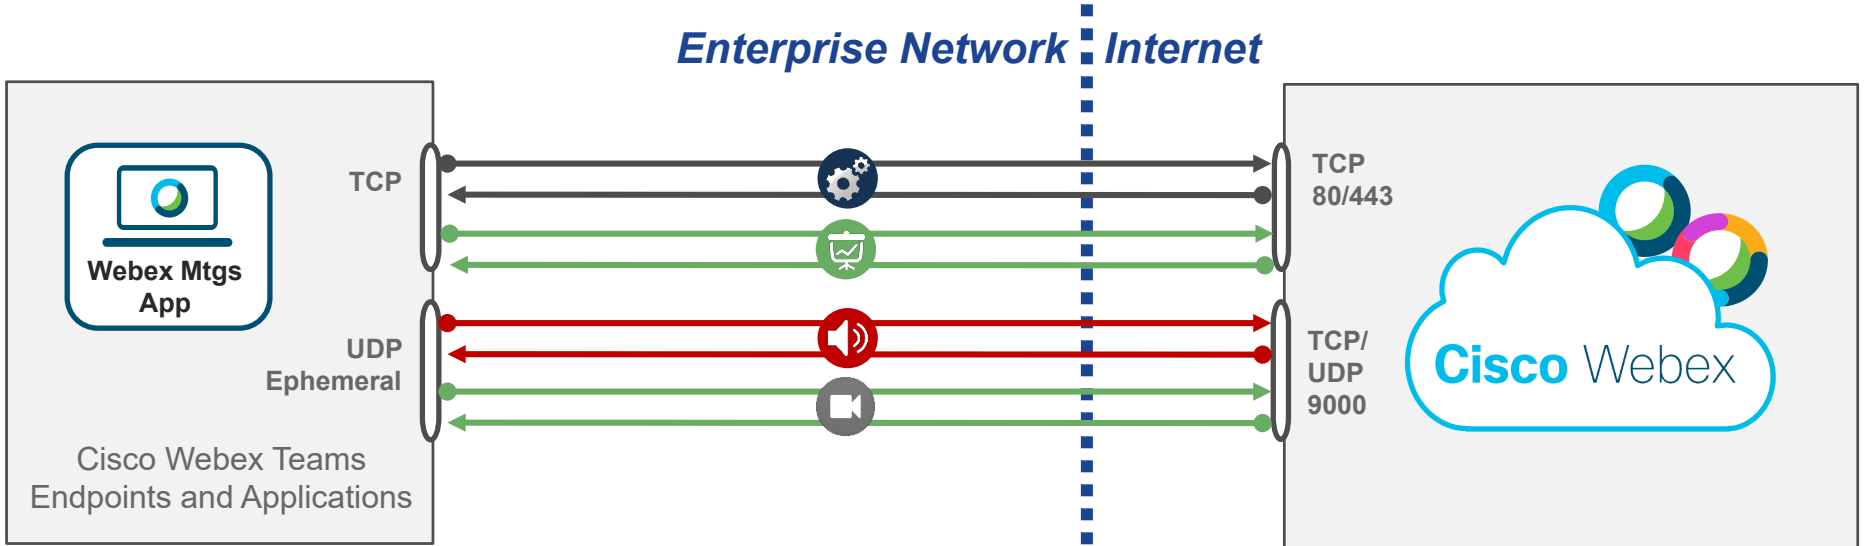 Enterprise Network Internet
Webex Mtgs
App
TCP
UDP
Ephemeral
Cisco Webex Teams
Endpoints and Applications
TCP
80/443
TCP/
UDP
9000
Cisco Webex